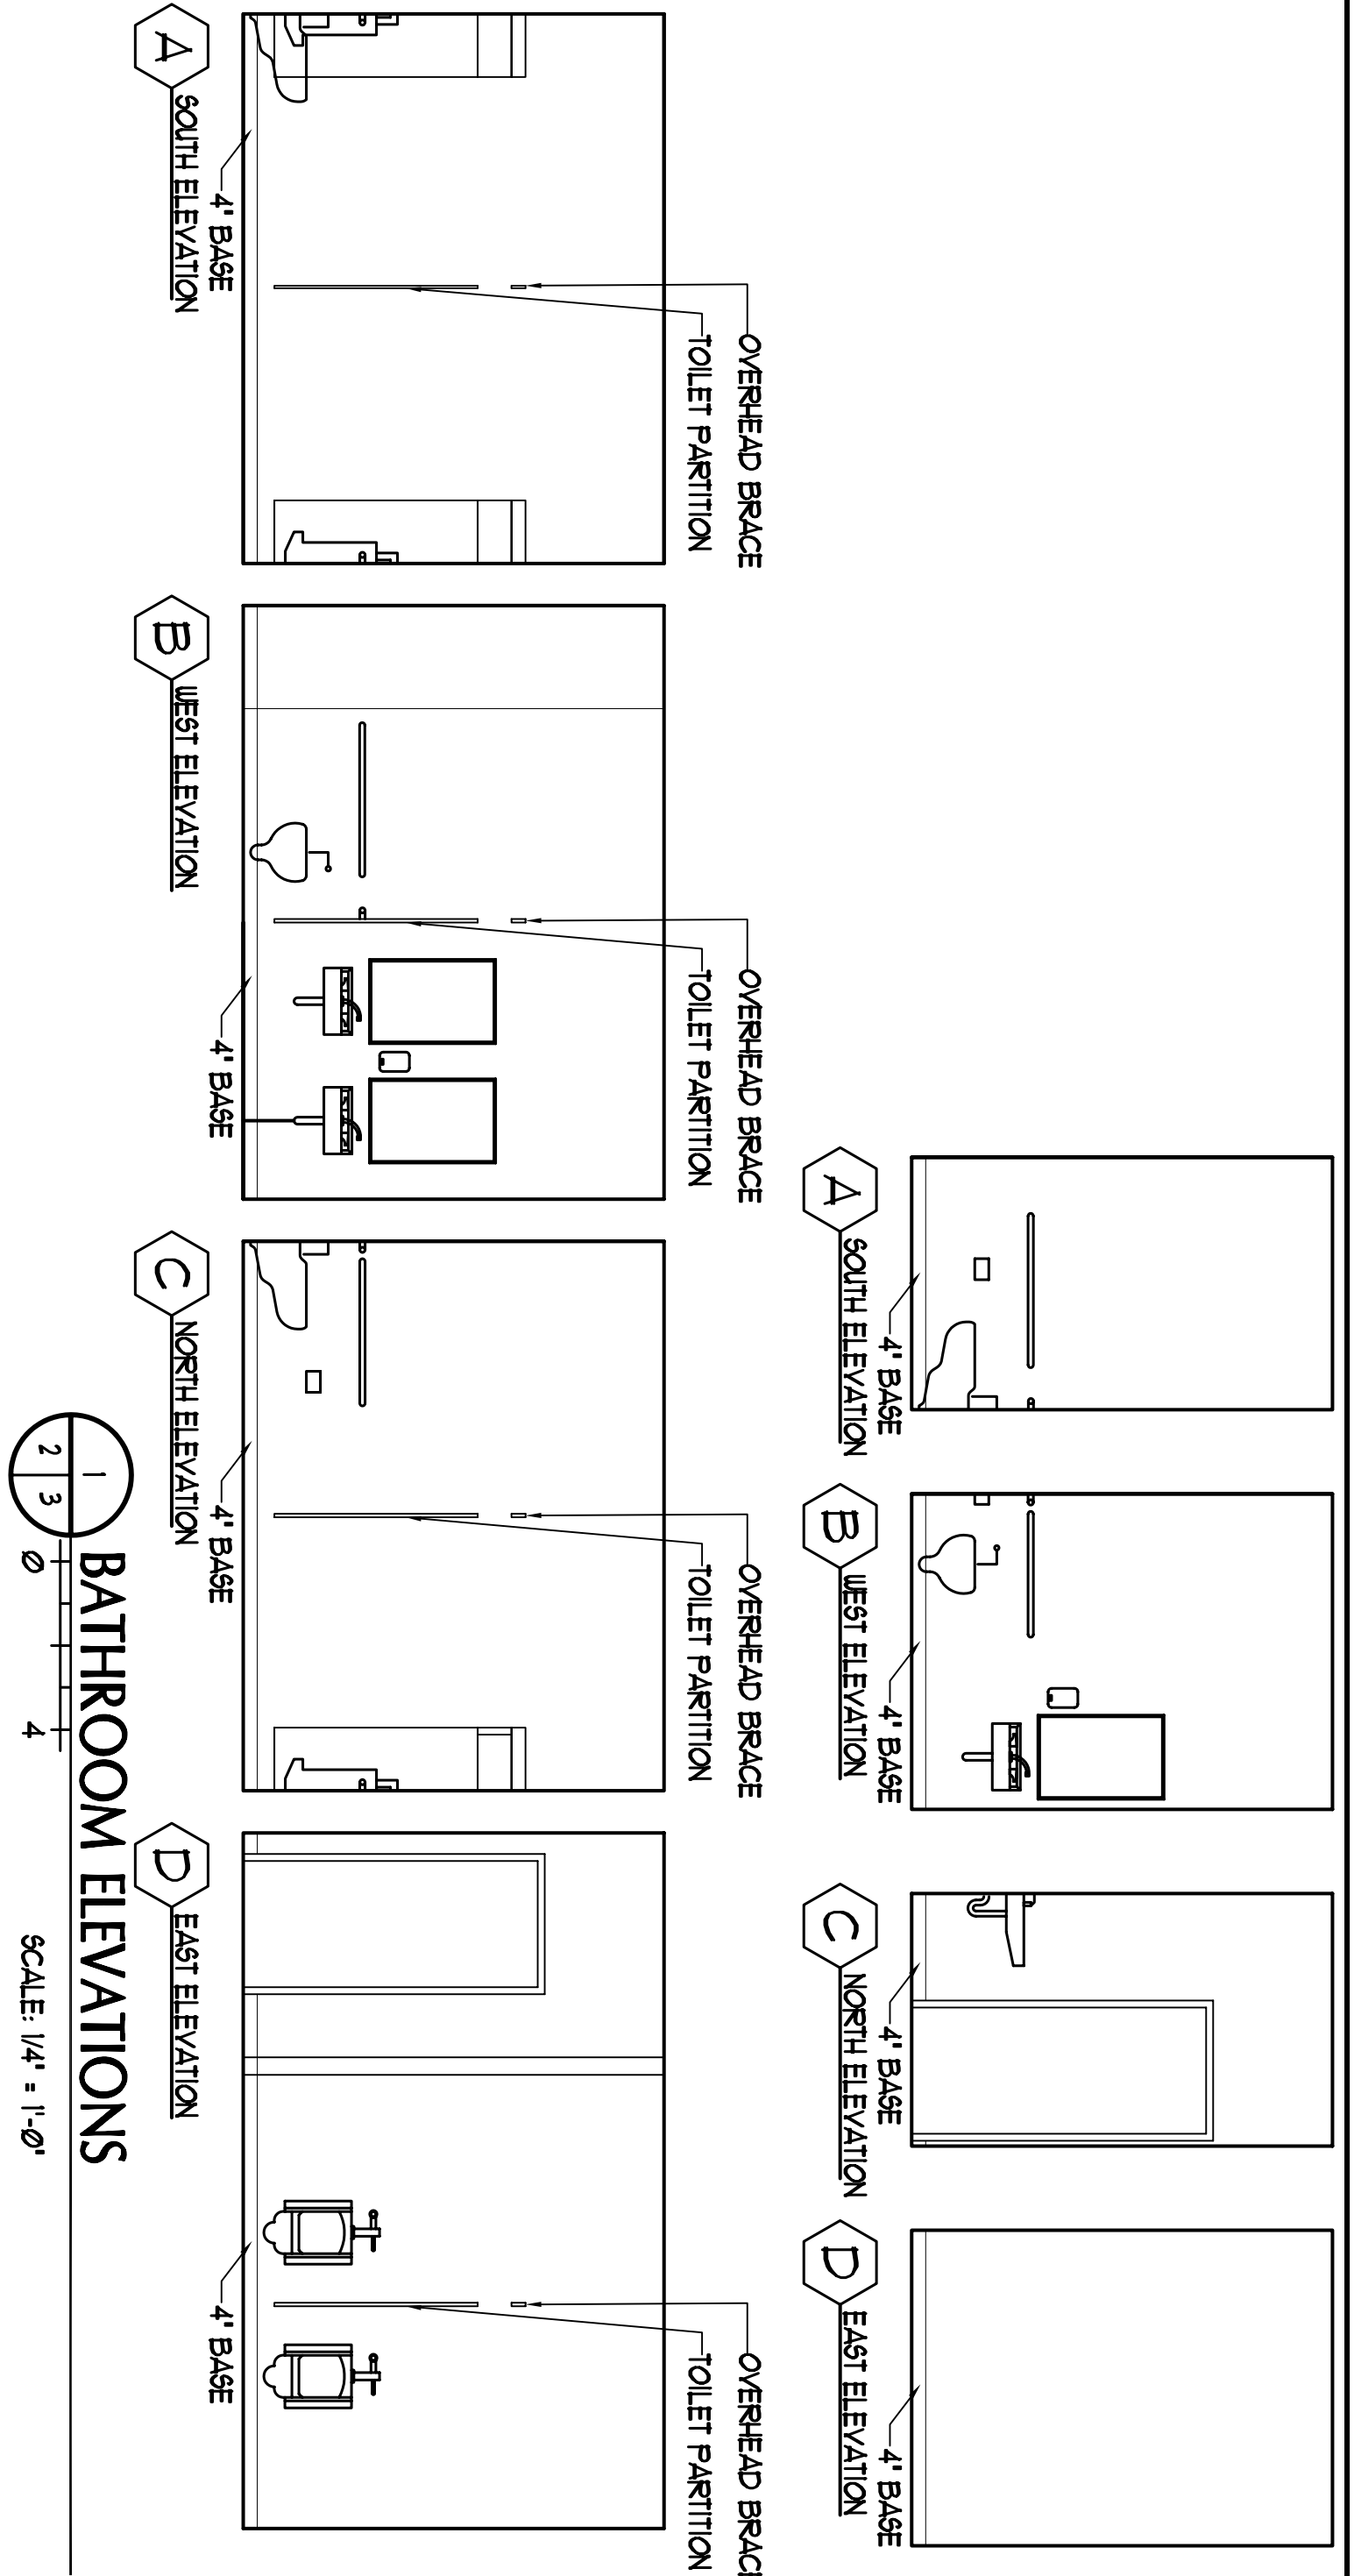 4" BASE
4" BASE
4" BASE
4" BASE
A SOUTH ELEVATION
B WEST ELEVATION
C NORTH ELEVATION
D EAST ELEVATION
OVERHEAD BRACE
OVERHEAD BRACE
OVERHEAD BRACE
OVERHEAD BRACE
TOILET PARTITION
TOILET PARTITION
TOILET PARTITION
TOILET PARTITION
4" BASE
4" BASE
4" BASE
4" BASE
A SOUTH ELEVATION
B WEST ELEVATION
C NORTH ELEVATION
D EAST ELEVATION
1 BATHROOM ELEVATIONS
2 3
0 4 SCALE: 1/4" = 1'-0"